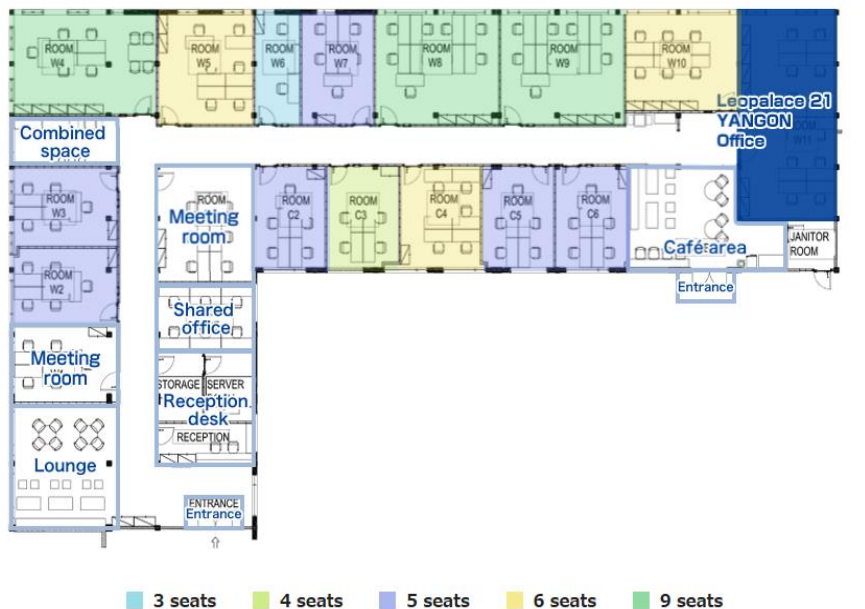 ROOM
W4
ROOM
W5
ROOM
W6
ROOM
W7
ROOM
W8
ROOM
W9
ROOM
W10
Leopalace 21
YANGON
Office
W11
Combined
space
ROOM
W3
ROOM
W2
Meeting
room
Lounge
ROOM
Meeting
room
ROOM
C2
ROOM
C3
ROOM
C4
ROOM
C5
ROOM
C6
Café area
JANITOR
ROOM
Entrance
Shared
office
STORAGE
SERVER
Reception
desk
RECEPTION
ENTRANCE
Entrance
3 seats
4 seats
5 seats
6 seats
9 seats